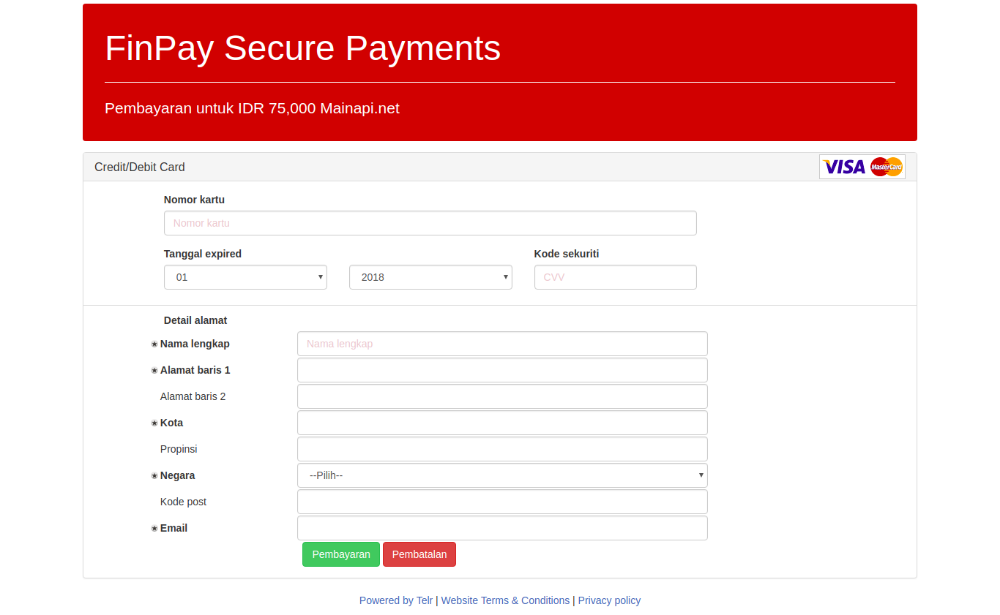 FinPay Secure Payments
Pembayaran untuk IDR 75,000 Mainapi.net
Credit/Debit Card VISA MasterCard
Nomor kartu
Nomor kartu
Tanggal expired Kode sekuriti
01 2018 CVV
Detail alamat
Nama lengkap Nama lengkap
Alamat baris 1
Alamat baris 2
Kota
Propinsi
Negara --Pilih--
Kode post
Email
Pembayaran Pembatalan
Powered by Telr | Website Terms & Conditions | Privacy policy